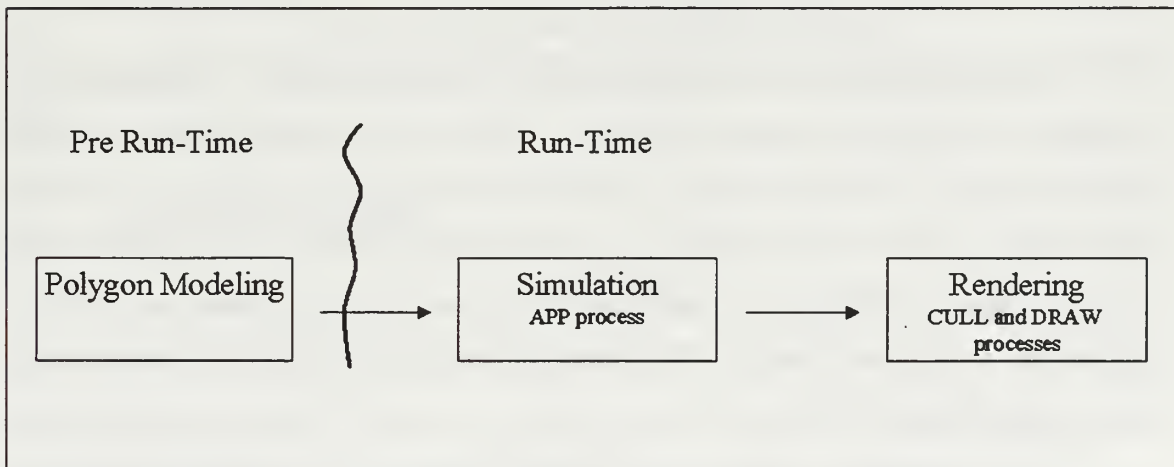 Pre Run-Time
Run-Time
Polygon Modeling
Simulation
APP process
Rendering
CULL and DRAW
processes